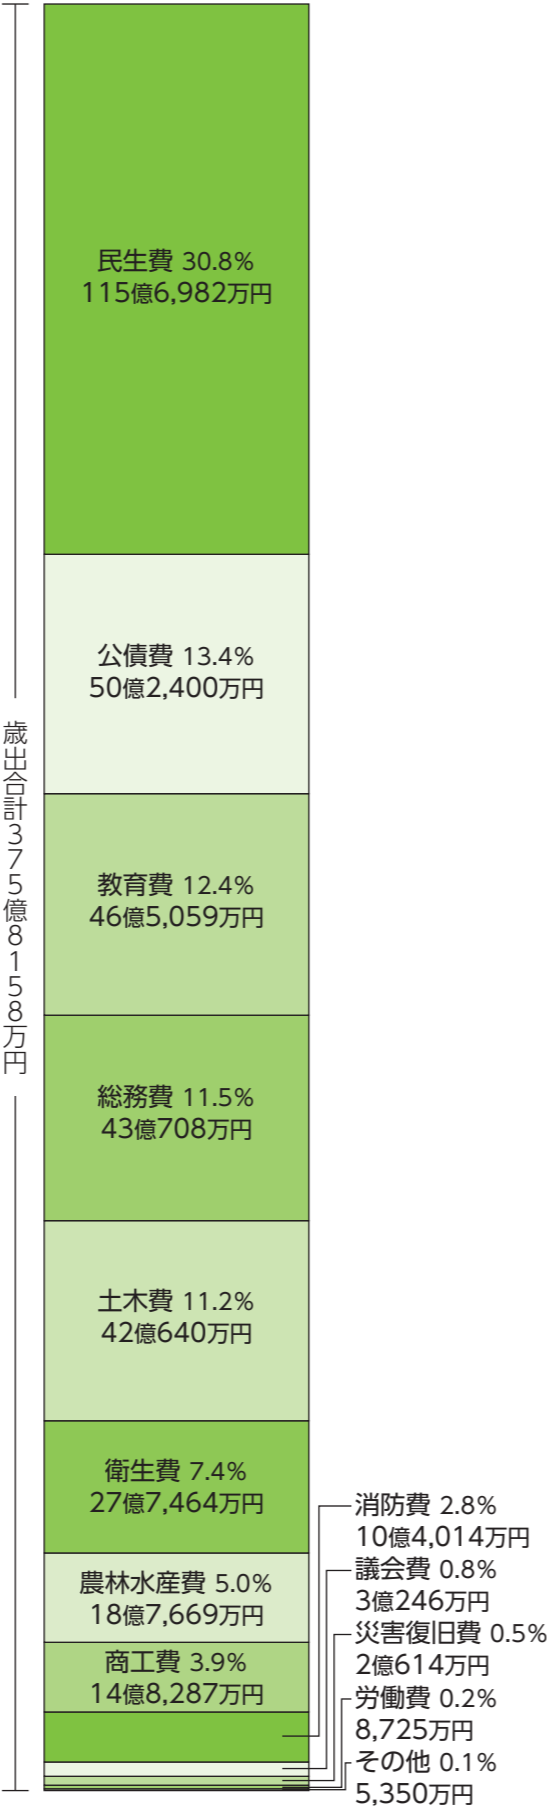 歳出合計375億8158万円
民生費 30.8%
115億6,982万円
公債費 13.4%
50億2,400万円
教育費 12.4%
46億5,059万円
総務費 11.5%
43億708万円
土木費 11.2%
42億640万円
衛生費 7.4%
27億7,464万円
農林水産費 5.0%
18億7,669万円
商工費 3.9%
14億8,287万円
消防費 2.8%
10億4,014万円
議会費 0.8%
3億246万円
災害復旧費 0.5%
2億614万円
労働費 0.2%
8,725万円
その他 0.1%
5,350万円